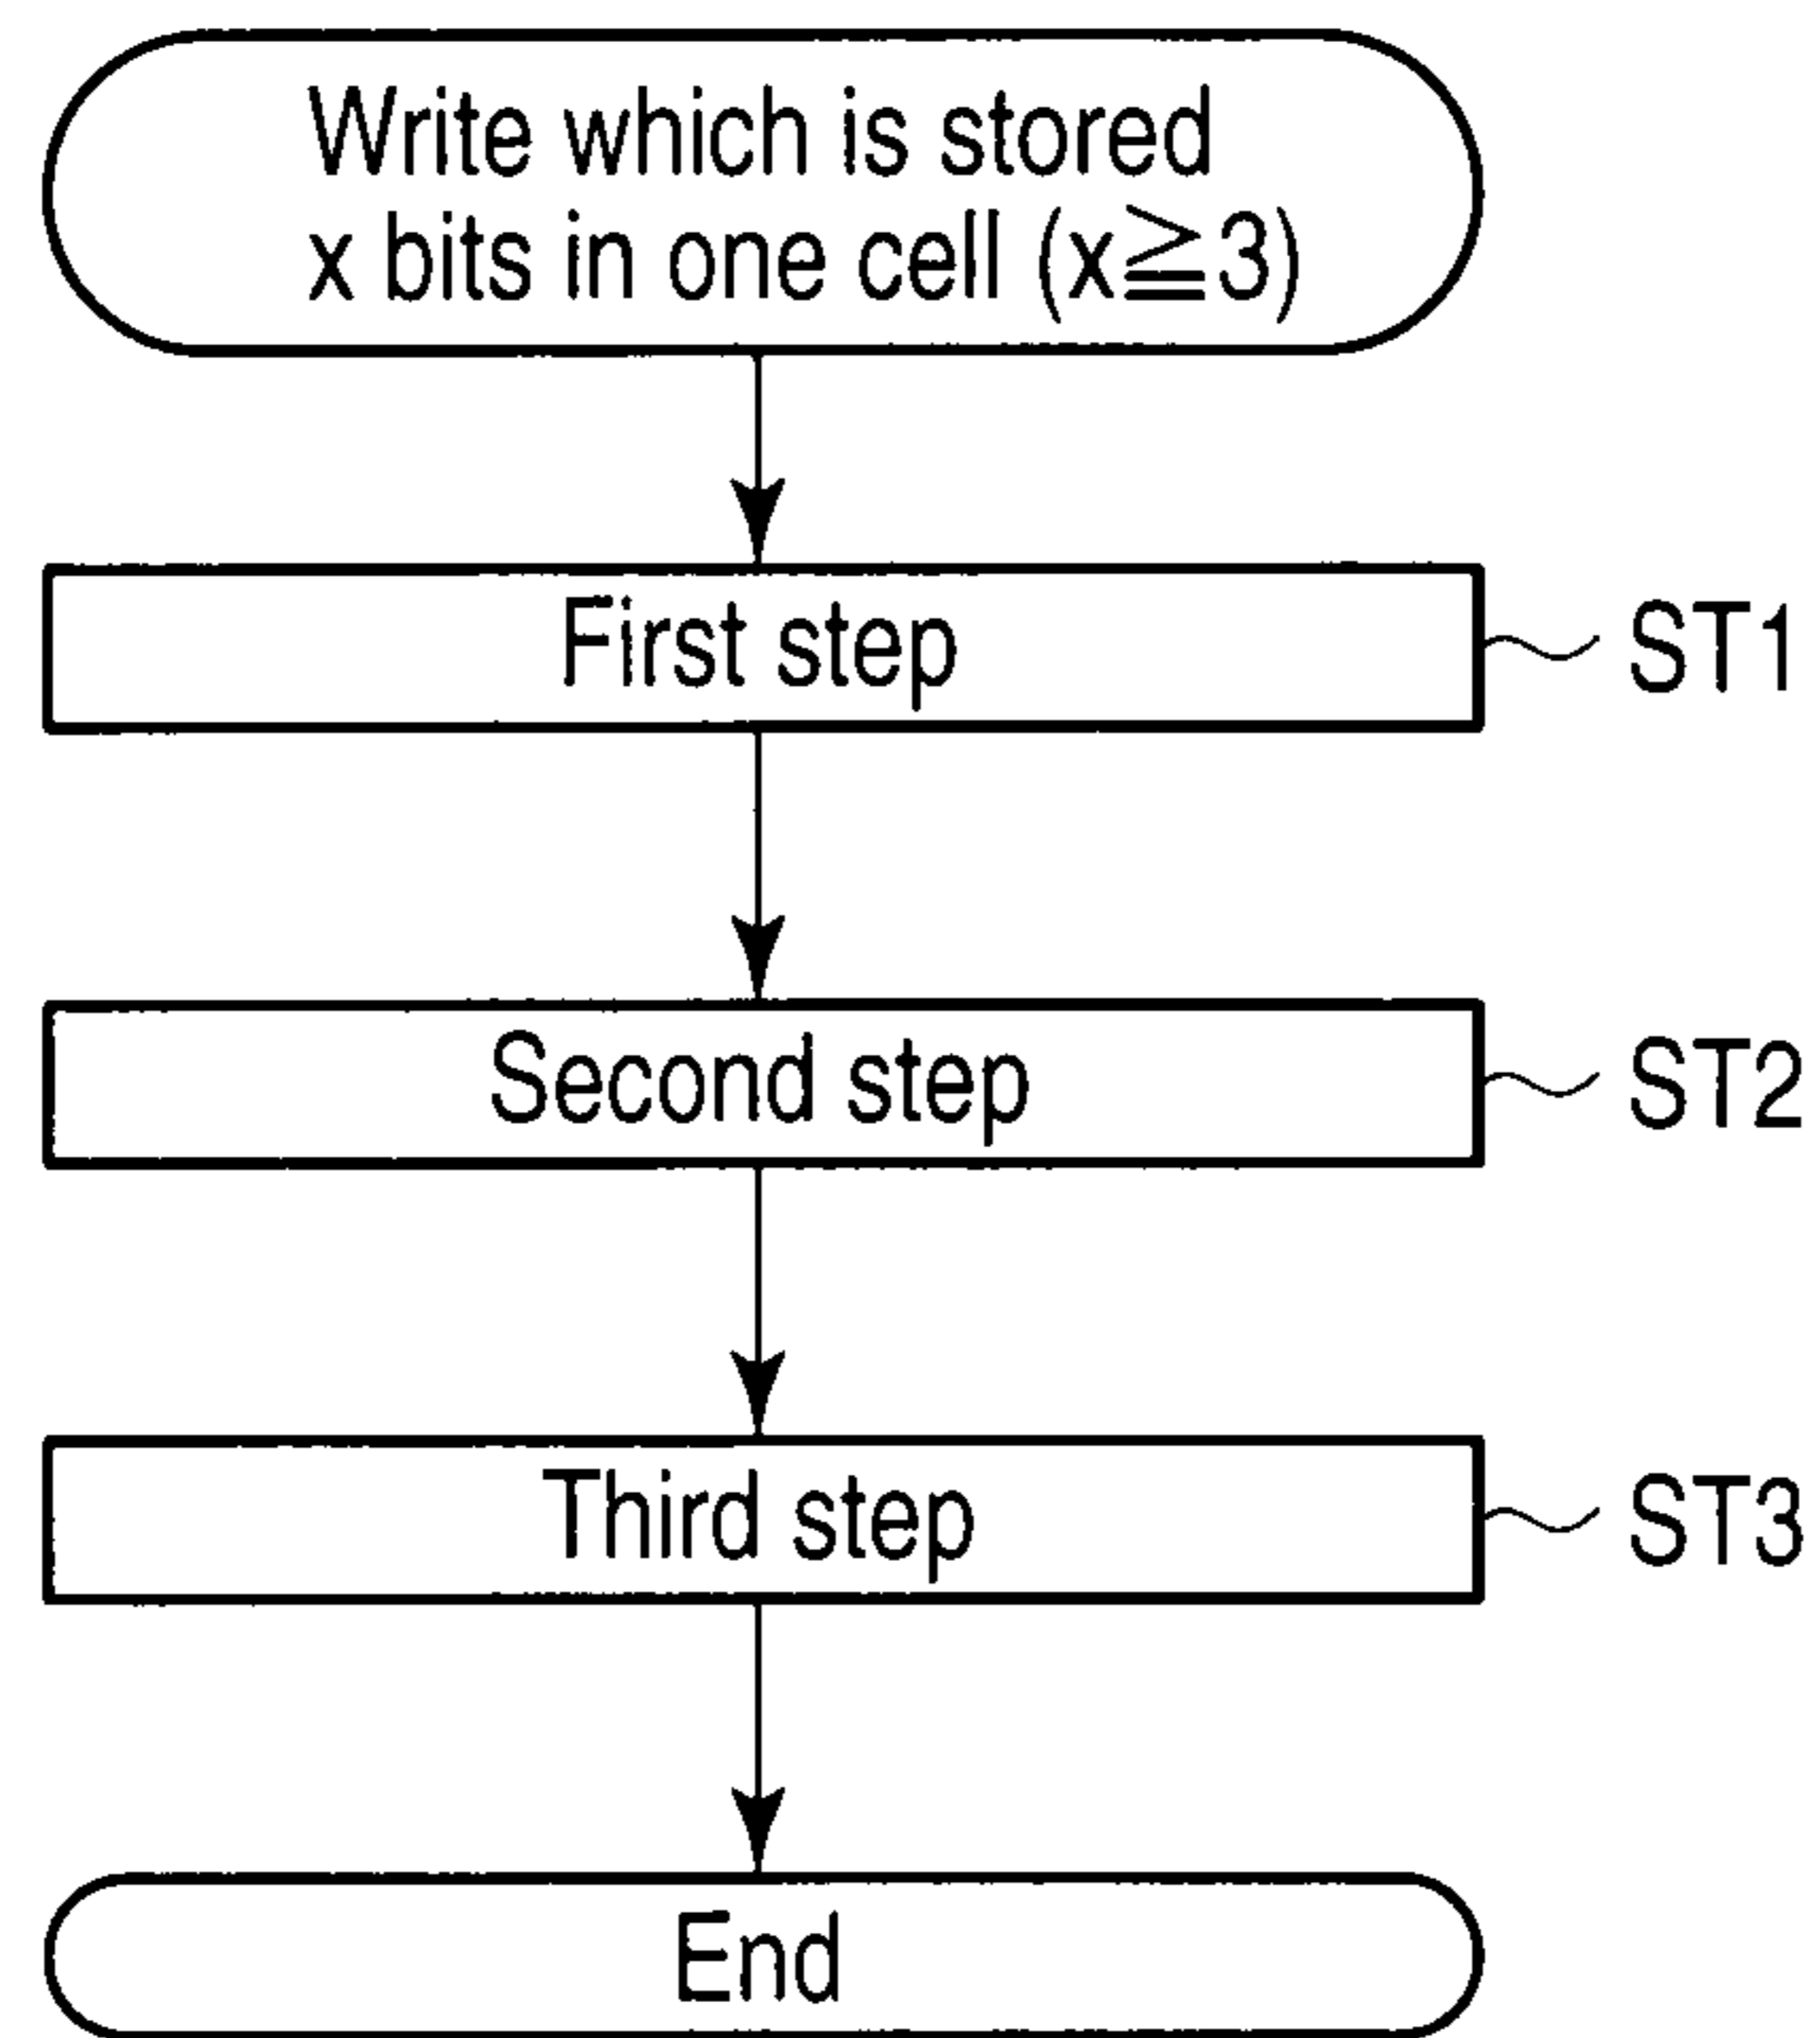 Write which is stored
x bits in one cell (x≧3)
First step
ST1
Second step
ST2
Third step
ST3
End